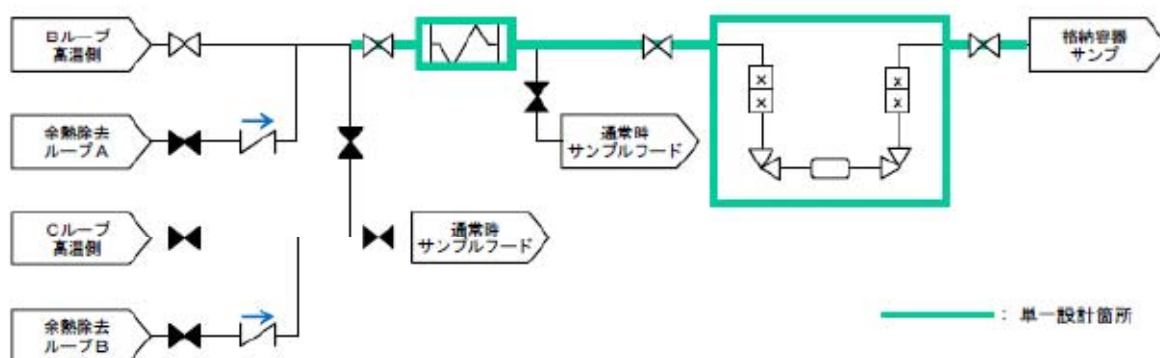 Bループ
高温側
余熱除去
ループA
Cループ
高温側
余熱除去
ループB
通常時
サンプルフード
通常時
サンプルフード
格納容器
サンプ
: 単一設計箇所